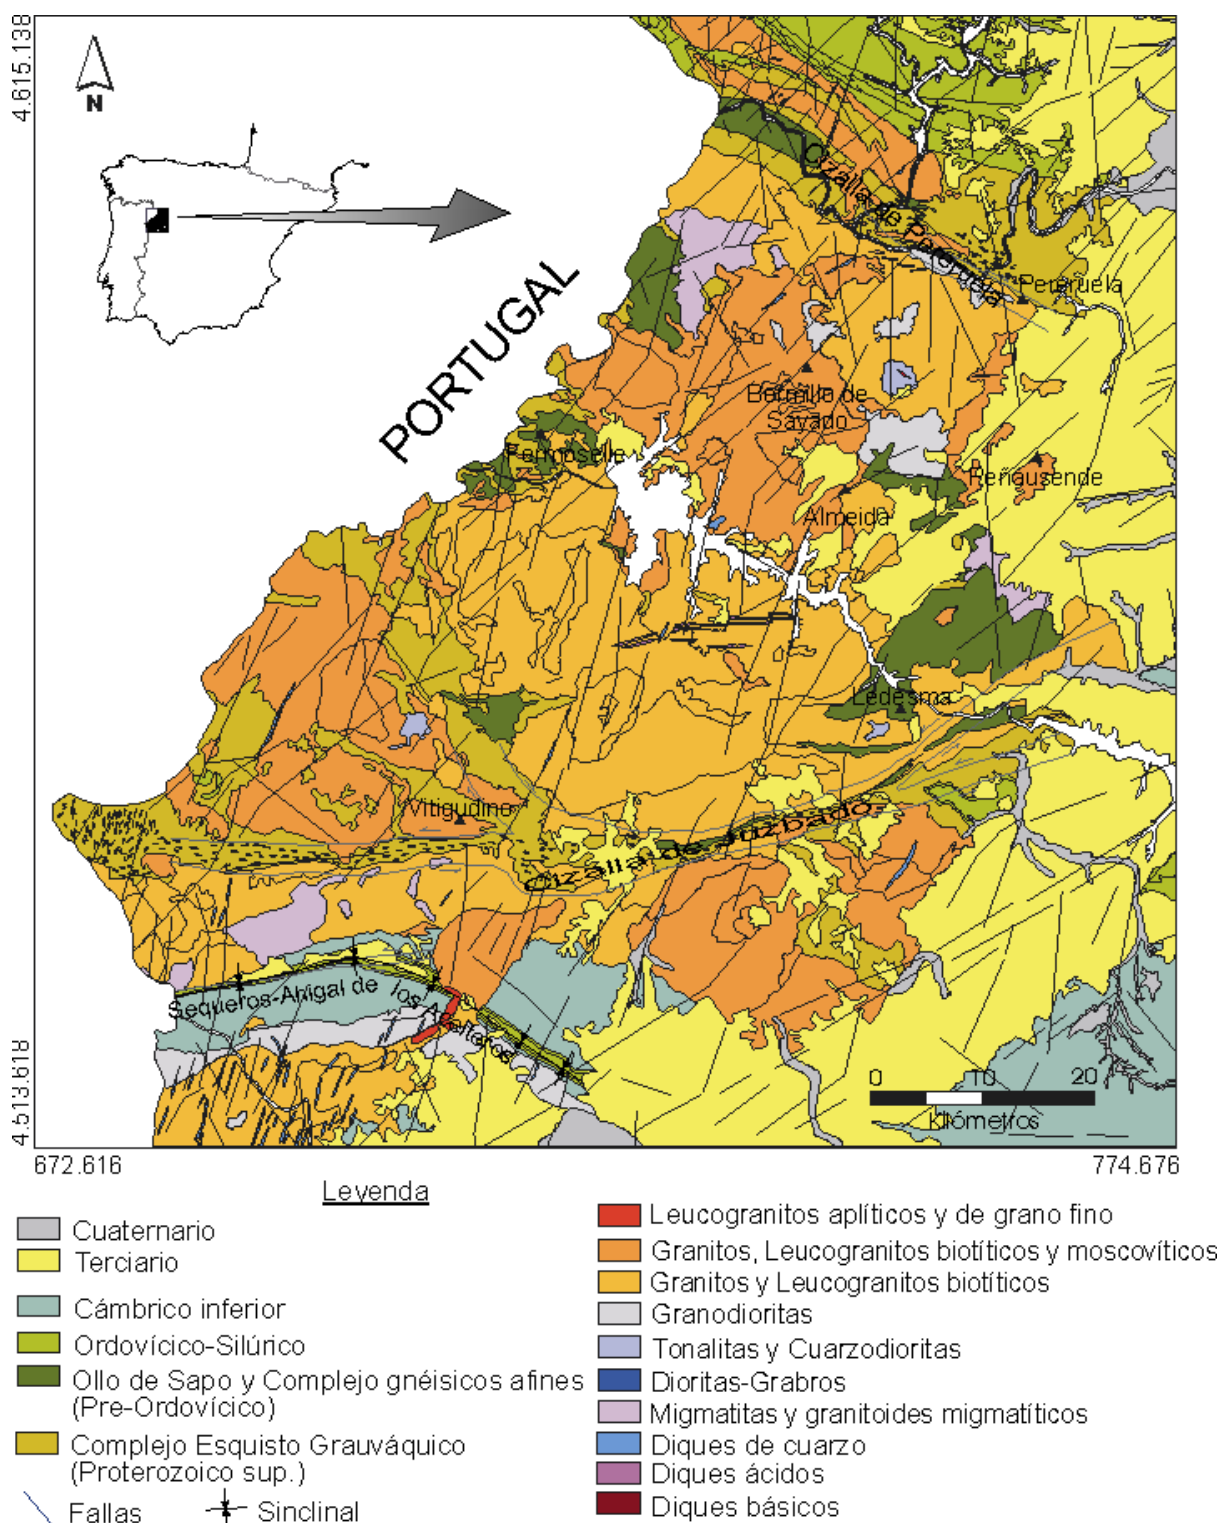 4.615.138
N
PORTUGAL
Cizalla de Pereruela
Pereruela
Bermillo de
Sayado
Fermoselle
Peñausende
Almeida
Ledesma
Vitigudino
Cizalla de Juzbado
Sequeros-Ahigal de los Aceiteros
0 10 20
Kilómetros
4.513.618
672.616
774.676
Leyenda
Cuaternario
Terciario
Cámbrico inferior
Ordovícico-Silúrico
Ollo de Sapo y Complejo gnéisicos afines
(Pre-Ordovícico)
Complejo Esquisto Grauváquico
(Proterozoico sup.)
Fallas
Sinclinal
Leucogranitos aplíticos y de grano fino
Granitos, Leucogranitos biotíticos y moscovíticos
Granitos y Leucogranitos biotíticos
Granodioritas
Tonalitas y Cuarzodioritas
Dioritas-Grabros
Migmatitas y granitoides migmatíticos
Diques de cuarzo
Diques ácidos
Diques básicos